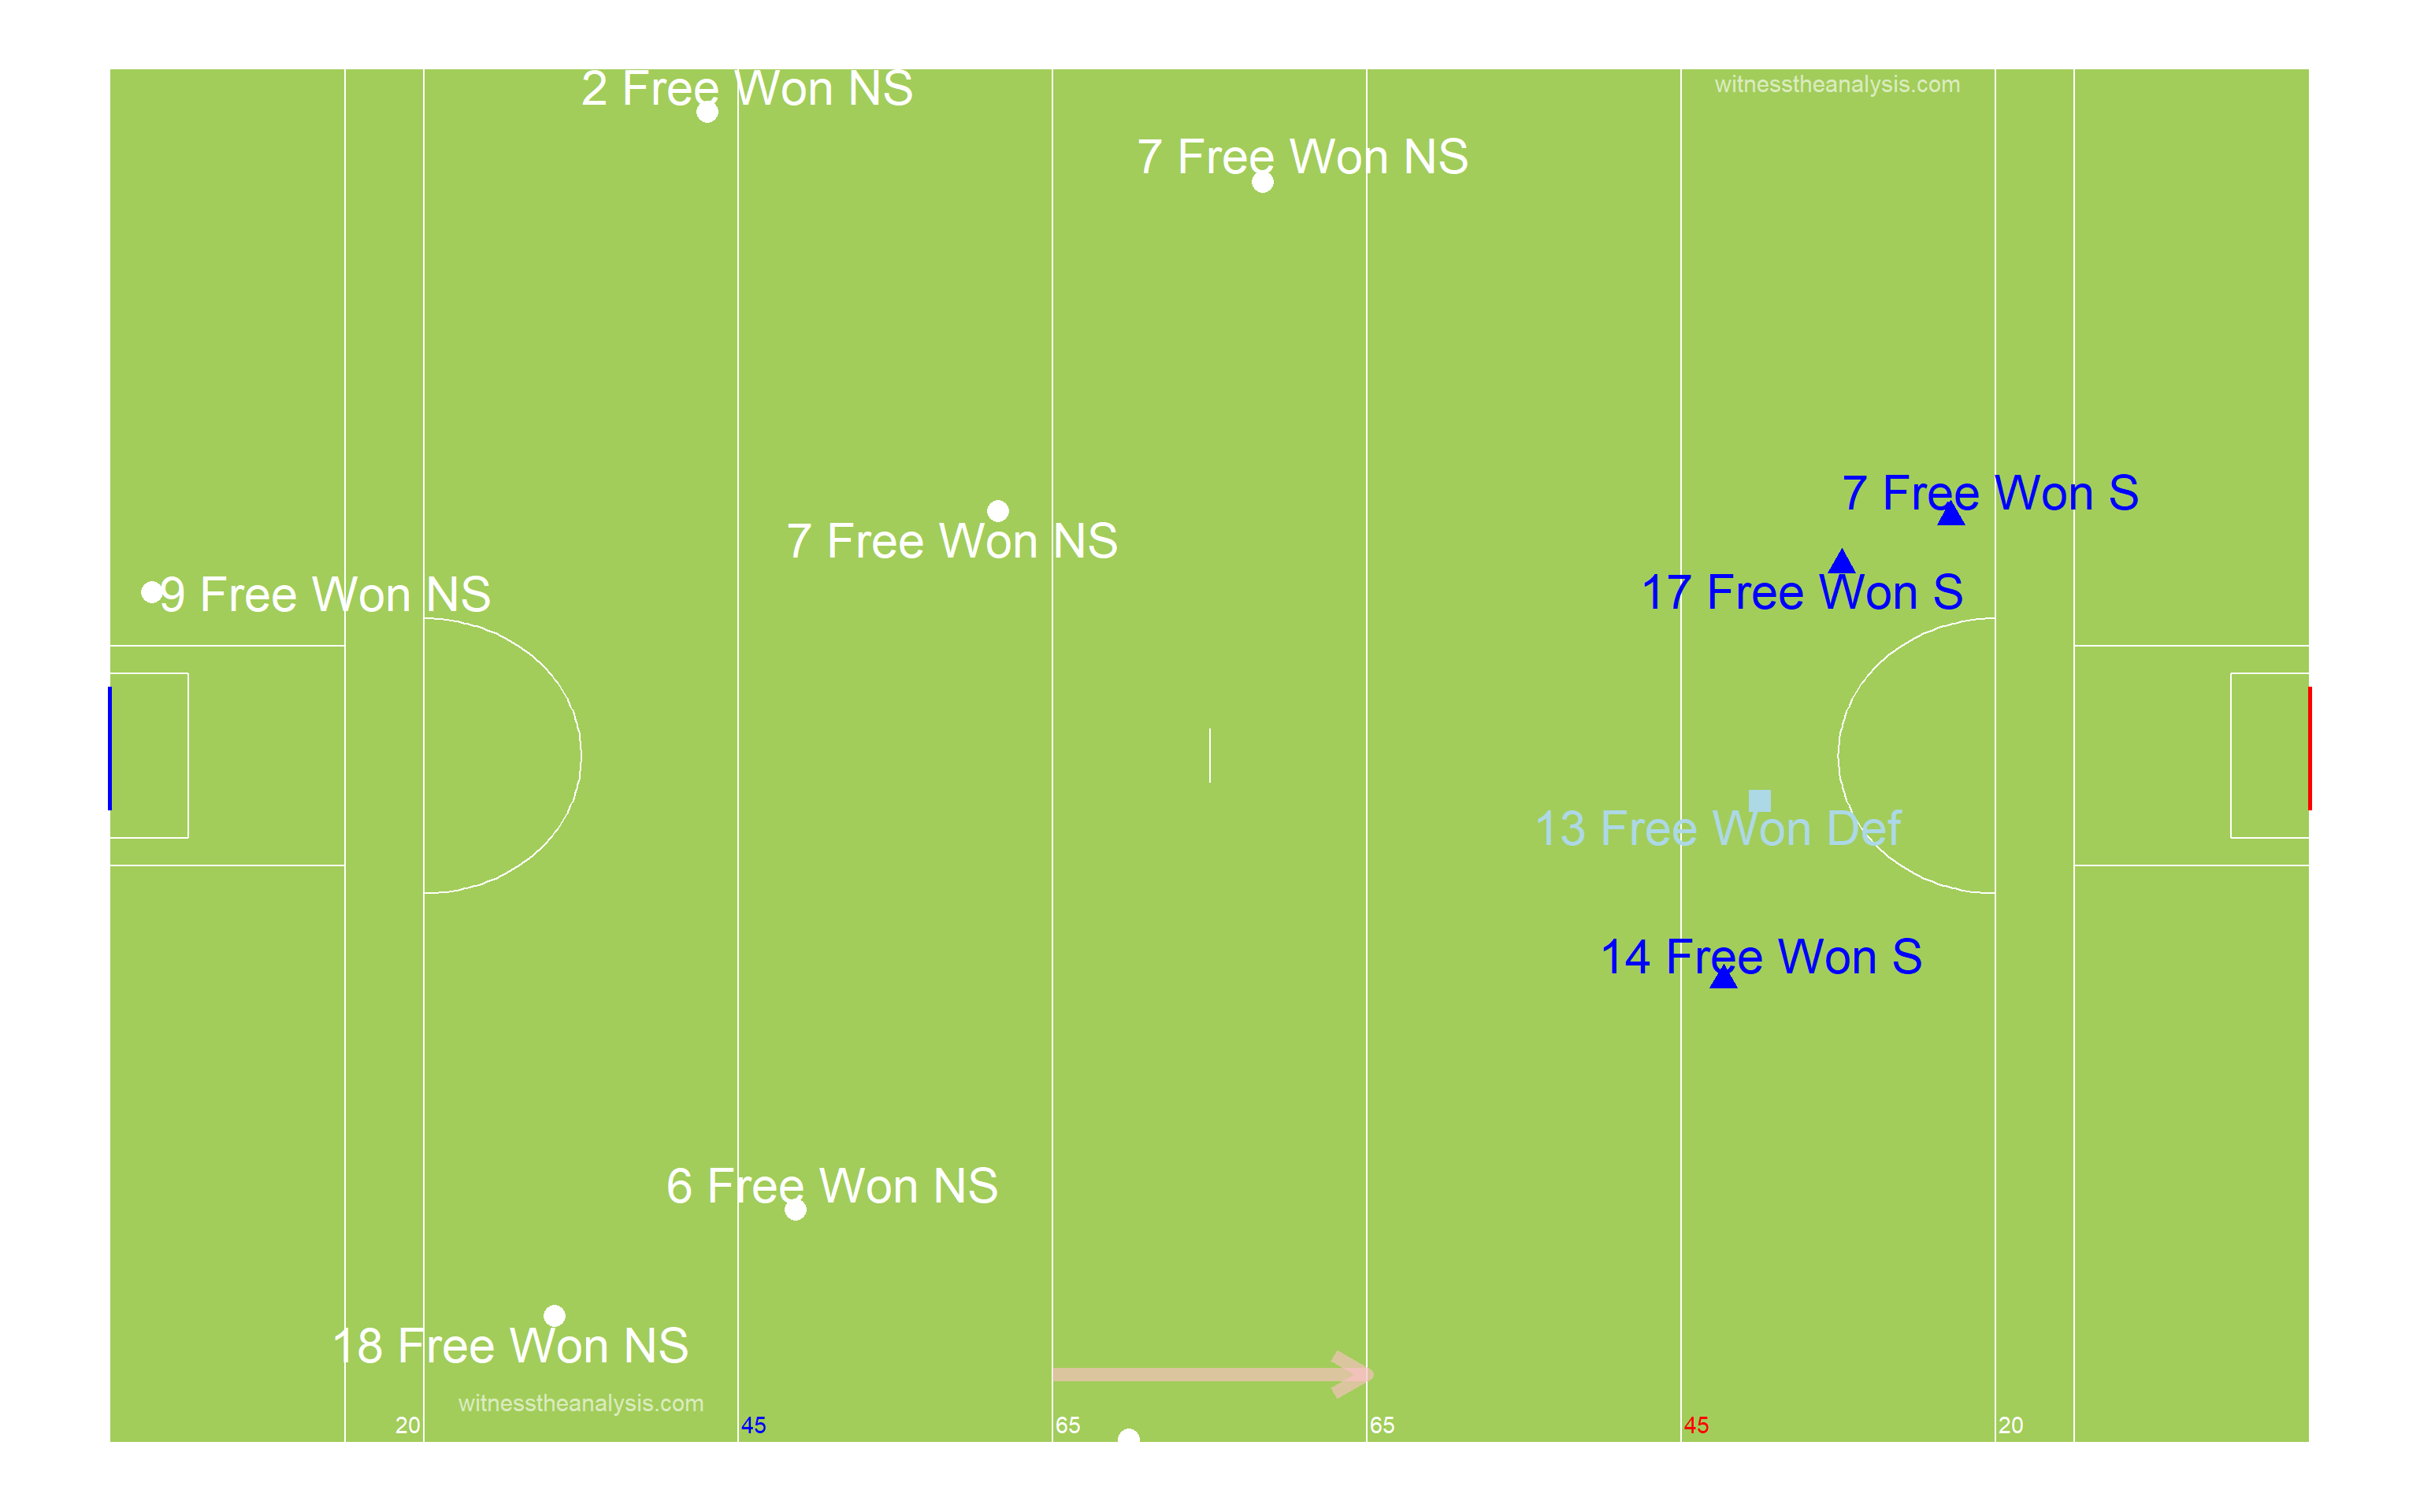 2 Free Won NS
witnesstheanalysis.com
7 Free Won NS
7 Free Won S
7 Free Won NS
17 Free Won S
9 Free Won NS
13 Free Won Def
14 Free Won S
6 Free Won NS
18 Free Won NS
witnesstheanalysis.com
20
45
65
65
45
20